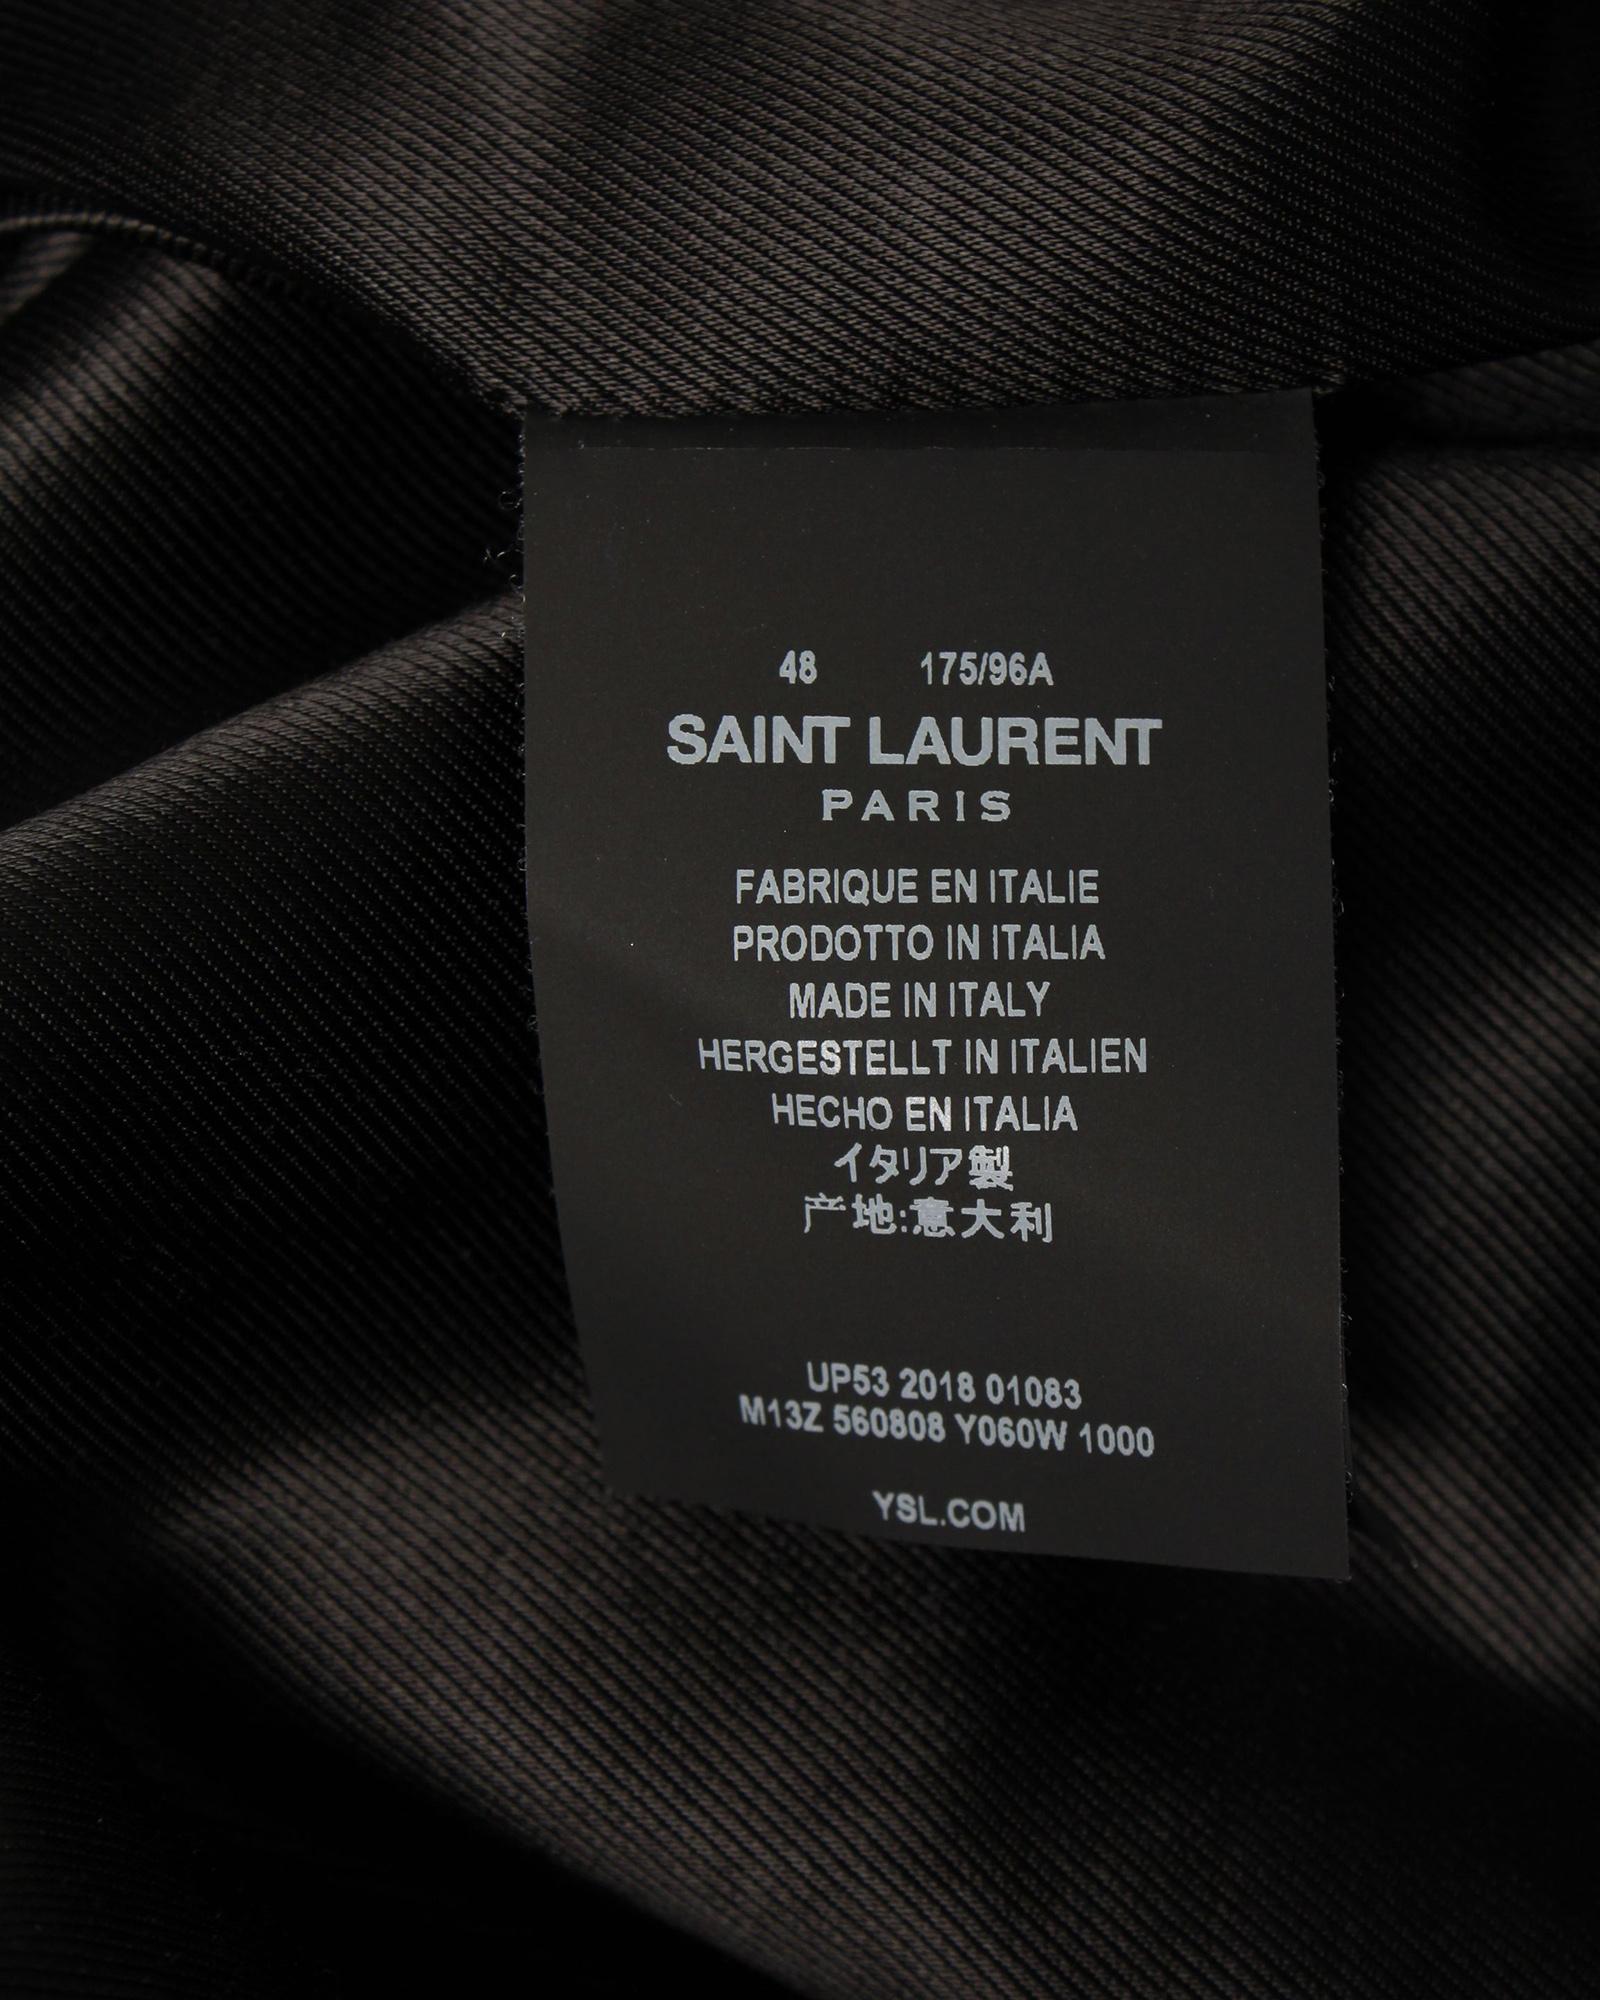 48 175/96A
SAINT LAURENT
PARIS
FABRIQUE EN ITALIE
PRODOTTO IN ITALIA
MADE IN ITALY
HERGESTELLT IN ITALIEN
HECHO EN ITALIA
イタリア製
产地:意大利
UP53 2018 01083
M13Z 560808 Y060W 1000
YSL.COM